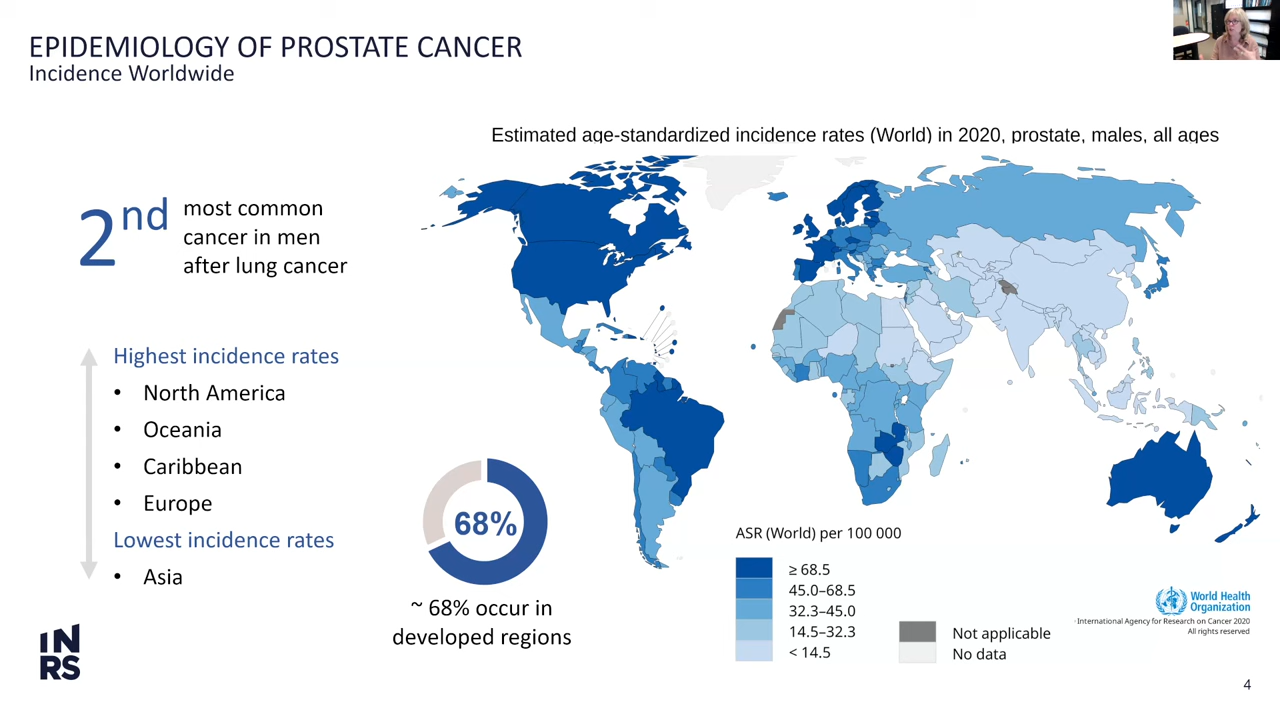 EPIDEMIOLOGY OF PROSTATE CANCER
Incidence Worldwide
Estimated age-standardized incidence rates (World) in 2020, prostate, males, all ages
2nd
most common
cancer in men
after lung cancer
Highest incidence rates
• North America
• Oceania
• Caribbean
• Europe
Lowest incidence rates
• Asia
68%
~ 68% occur in
developed regions
ASR (World) per 100 000
≥ 68.5
45.0–68.5
32.3–45.0
14.5–32.3
< 14.5
Not applicable
No data
World Health
Organization
International Agency for Research on Cancer 2020
All rights reserved
IN
RS
4